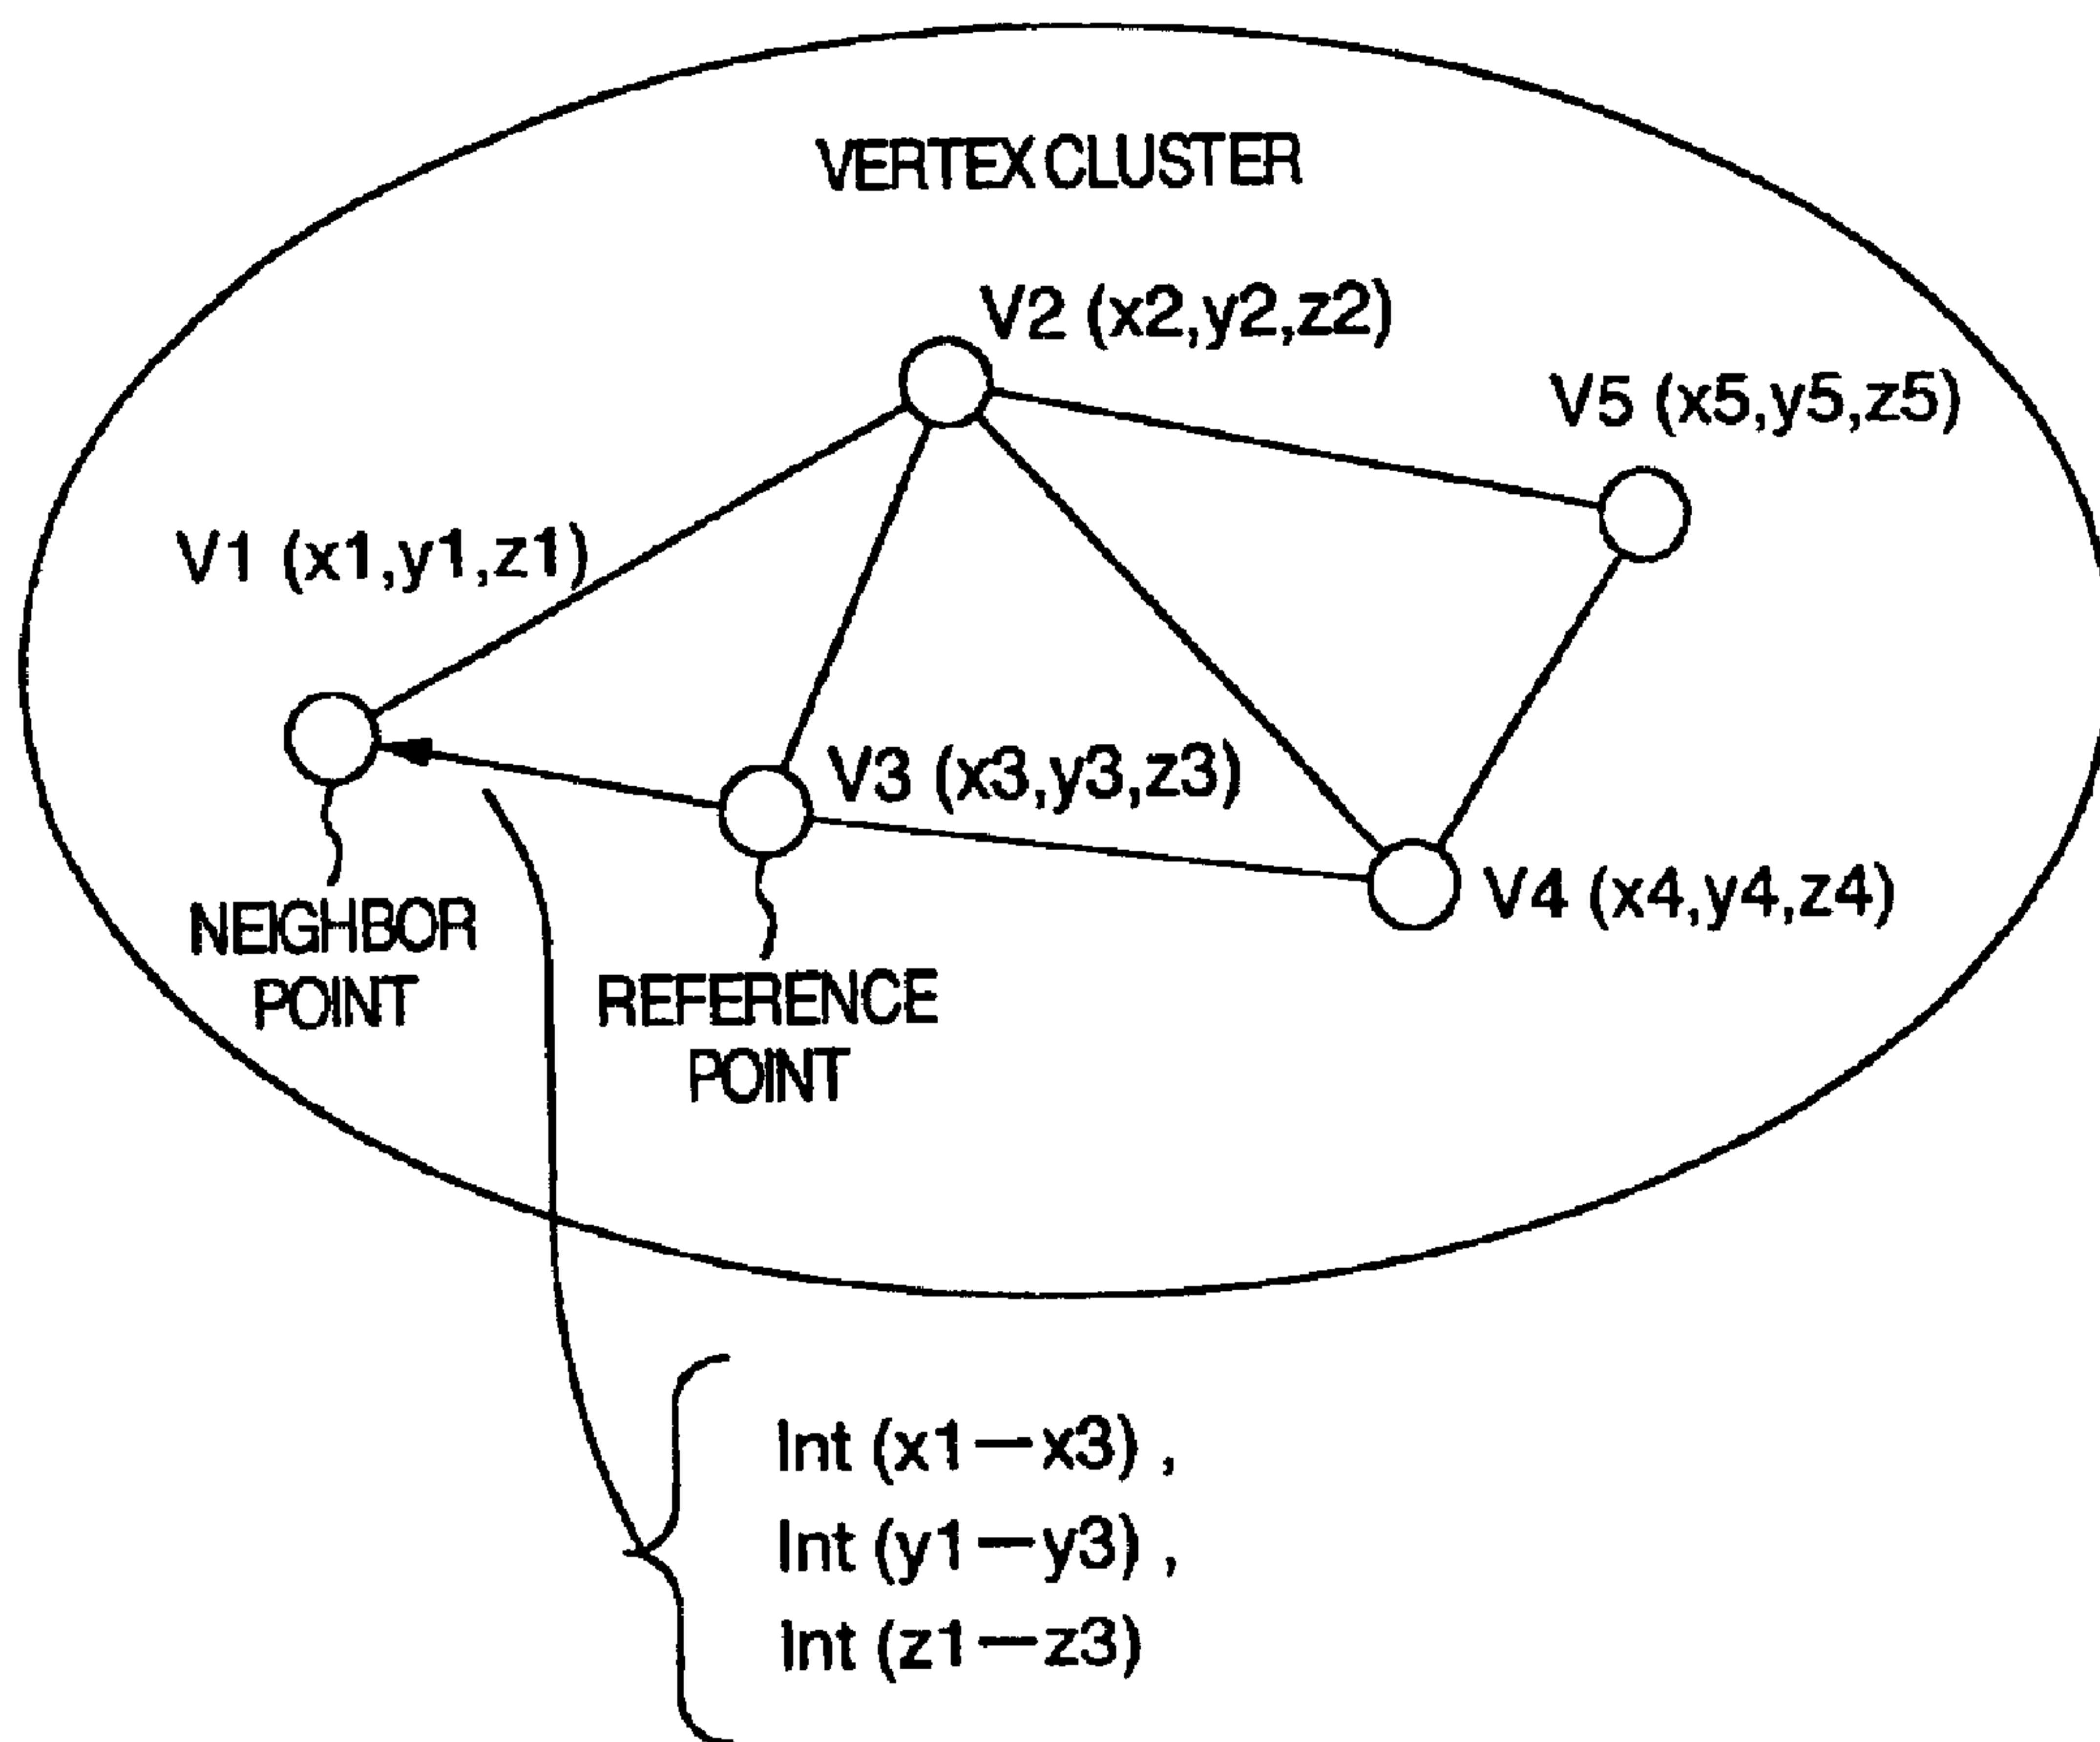 VERTEX CLUSTER
V2 (x2,y2,z2)
V5 (x5,y5,z5)
V1 (x1,y1,z1)
V3 (x3,y3,z3)
V4 (x4,y4,z4)
NEIGHBOR
POINT
REFERENCE
POINT
Int (x1—x3) ,
Int (y1—y3) ,
Int (z1—z3)